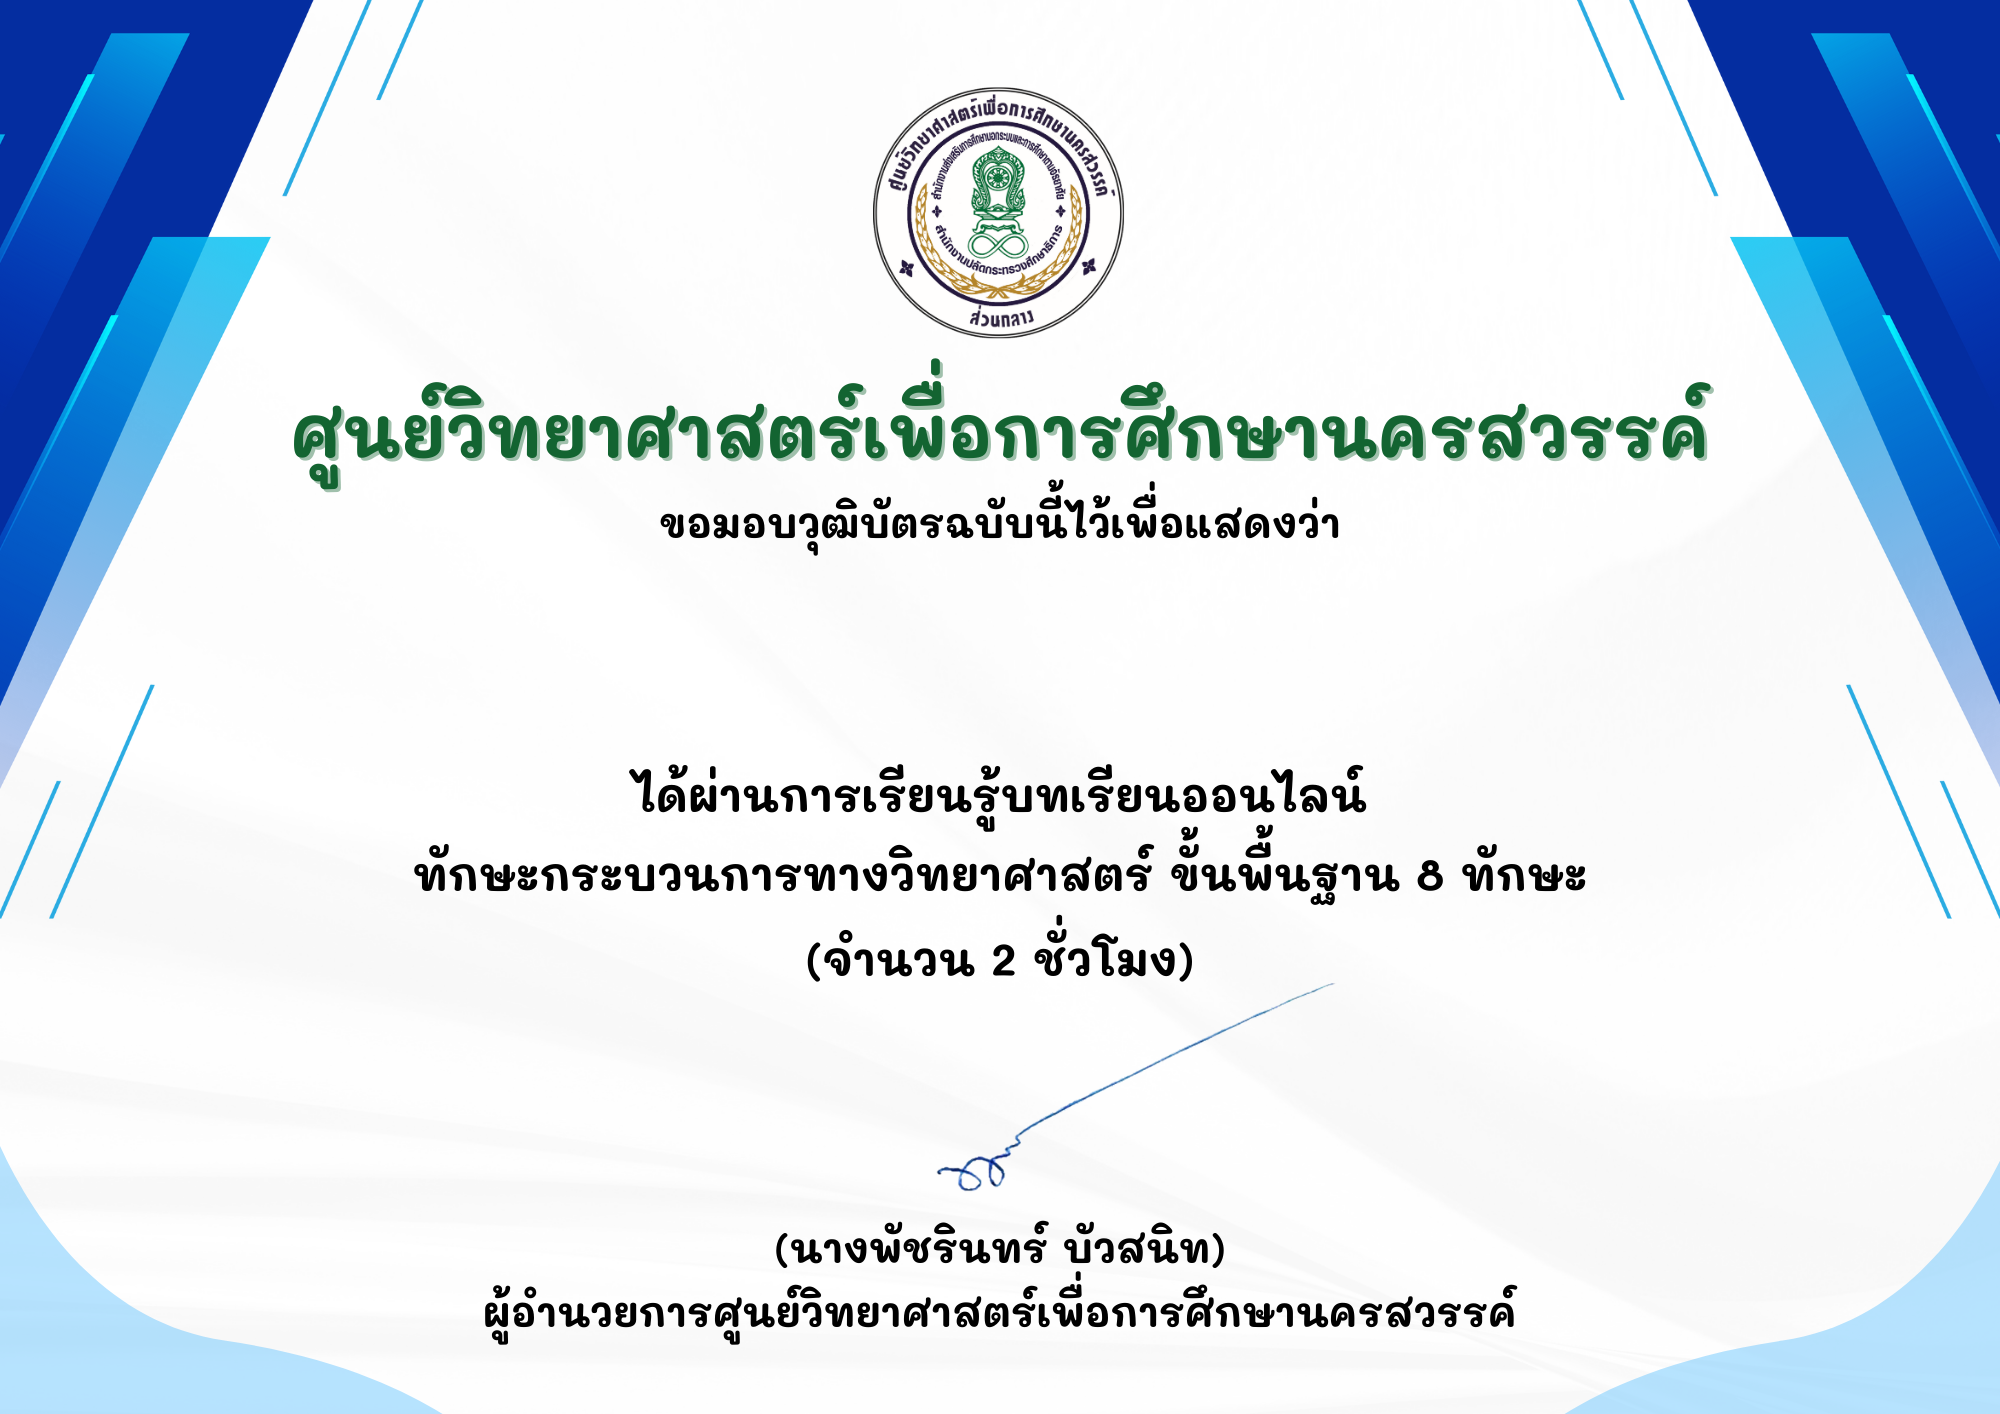 ศูนย์วิทยาศาสตร์เพื่อการศึกษานครสวรรค์
สำนักงานส่งเสริมการศึกษานอกระบบและการศึกษาตามอัธยาศัย
สำนักงานปลัดกระทรวงศึกษาธิการ
ส่วนกลาง
ศูนย์วิทยาศาสตร์เพื่อการศึกษานครสวรรค์
ขอมอบวุฒิบัตรฉบับนี้ไว้เพื่อแสดงว่า
ได้ผ่านการเรียนรู้บทเรียนออนไลน์
ทักษะกระบวนการทางวิทยาศาสตร์ ขั้นพื้นฐาน 8 ทักษะ
(จำนวน 2 ชั่วโมง)
(นางพัชรินทร์ บัวสนิท)
ผู้อำนวยการศูนย์วิทยาศาสตร์เพื่อการศึกษานครสวรรค์